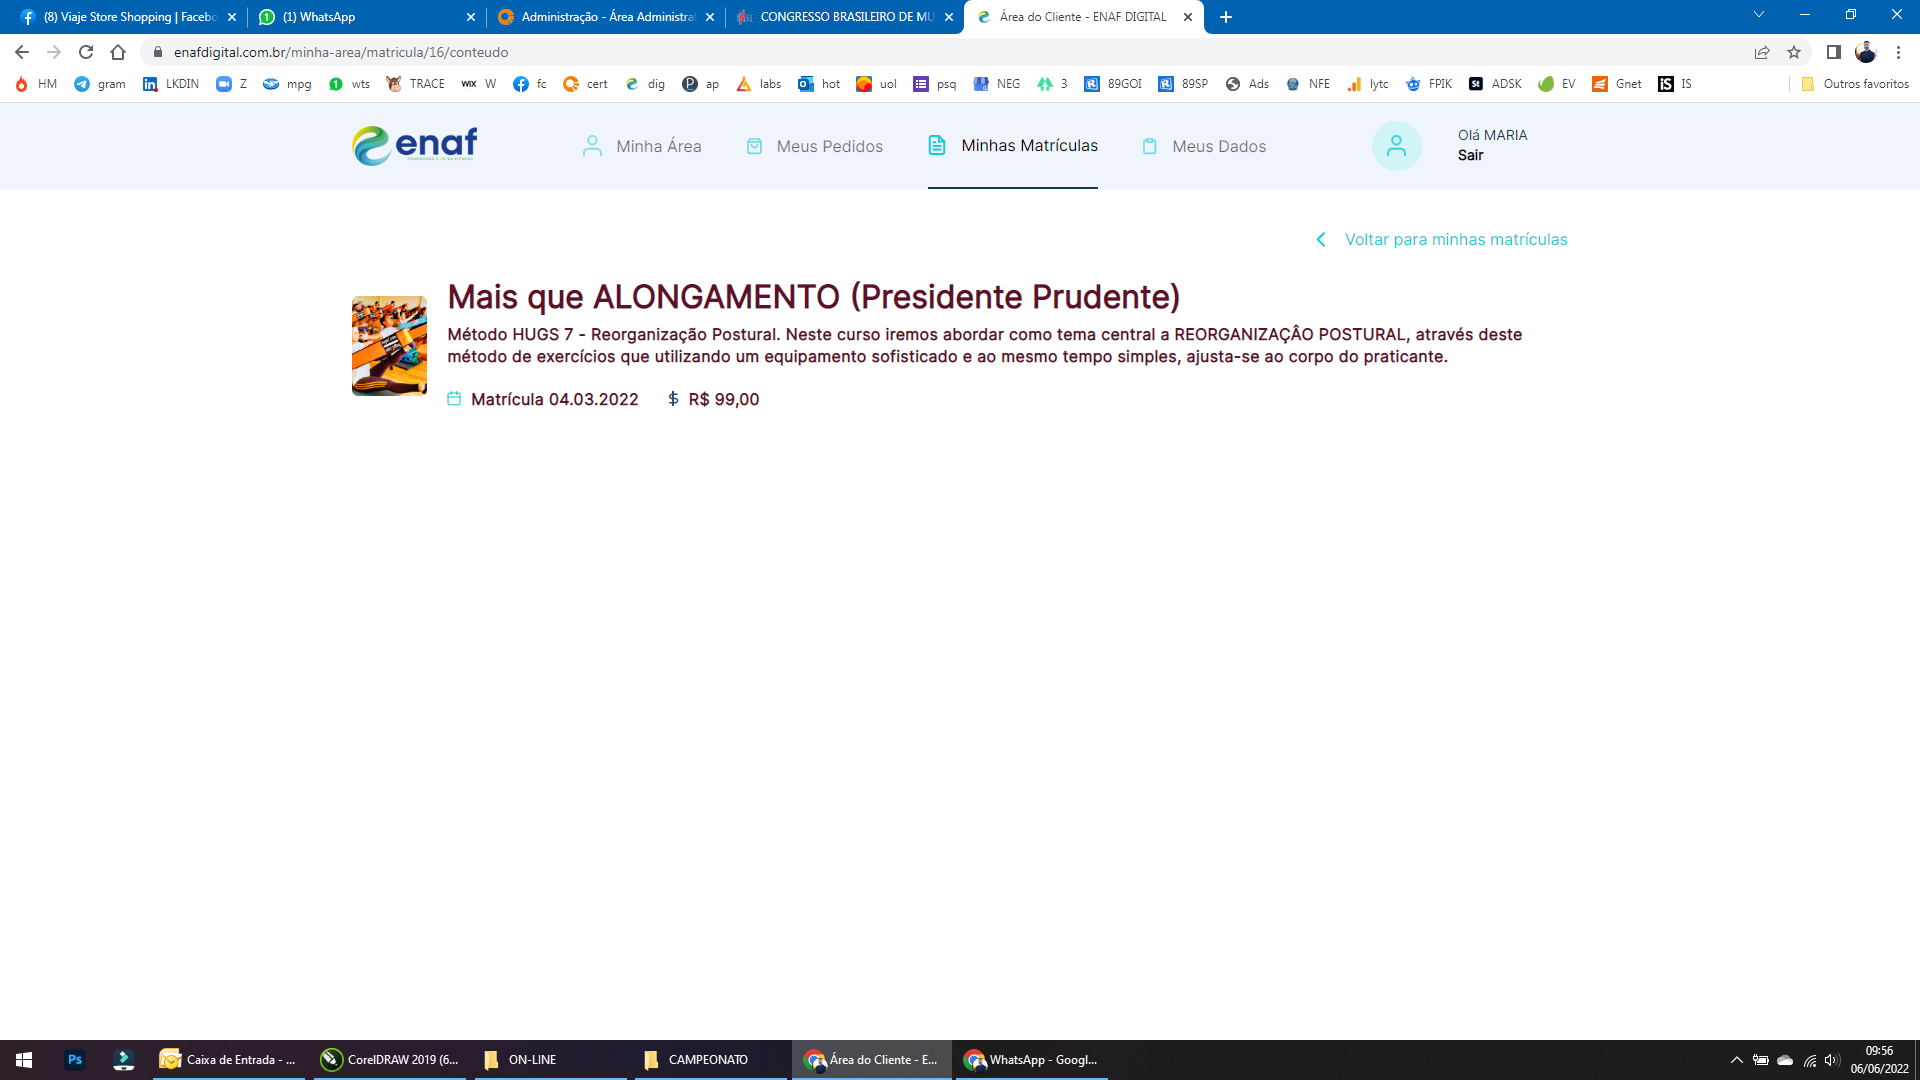 (8) Viaje Store Shopping | Facebo
(1) WhatsApp
Administração - Área Administrat
CONGRESSO BRASILEIRO DE MU
Área do Cliente - ENAF DIGITAL
enafdigital.com.br/minha-area/matricula/16/conteudo
HM
gram
LKDIN
Z
mpg
wts
TRACE
WIX W
fc
cert
dig
ap
labs
hot
uol
psq
NEG
3
89GOI
89SP
Ads
NFE
lytc
FPIK
ADSK
EV
Gnet
IS
Outros favoritos
enaf
Minha Área
Meus Pedidos
Minhas Matrículas
Meus Dados
Olá MARIA
Sair
Voltar para minhas matrículas
Mais que ALONGAMENTO (Presidente Prudente)
Método HUGS 7 - Reorganização Postural. Neste curso iremos abordar como tema central a REORGANIZAÇÂO POSTURAL, através deste
método de exercícios que utilizando um equipamento sofisticado e ao mesmo tempo simples, ajusta-se ao corpo do praticante.
Matrícula 04.03.2022
$ R$ 99,00
Ps
Caixa de Entrada - ...
CorelDRAW 2019 (6...
ON-LINE
CAMPEONATO
Área do Cliente - E...
WhatsApp - Googl...
09:56
06/06/2022